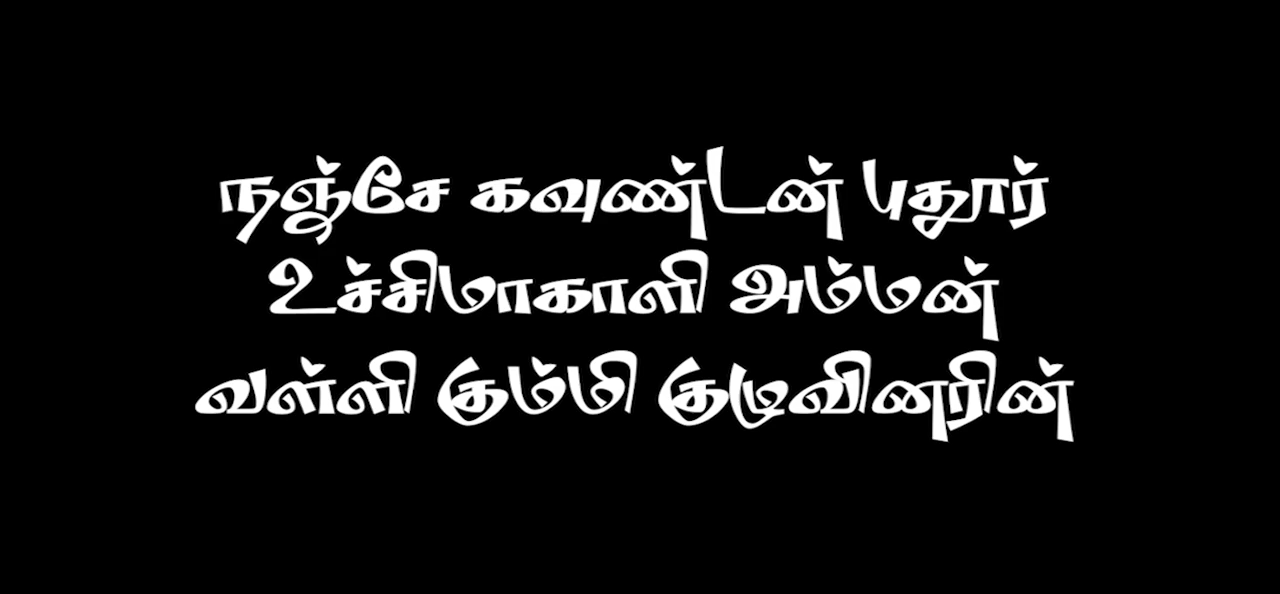 நஞ்சே கவுண்டன் புதூர்
உச்சிமாகாளி அம்மன்
வள்ளி கும்மி குழுவினரின்